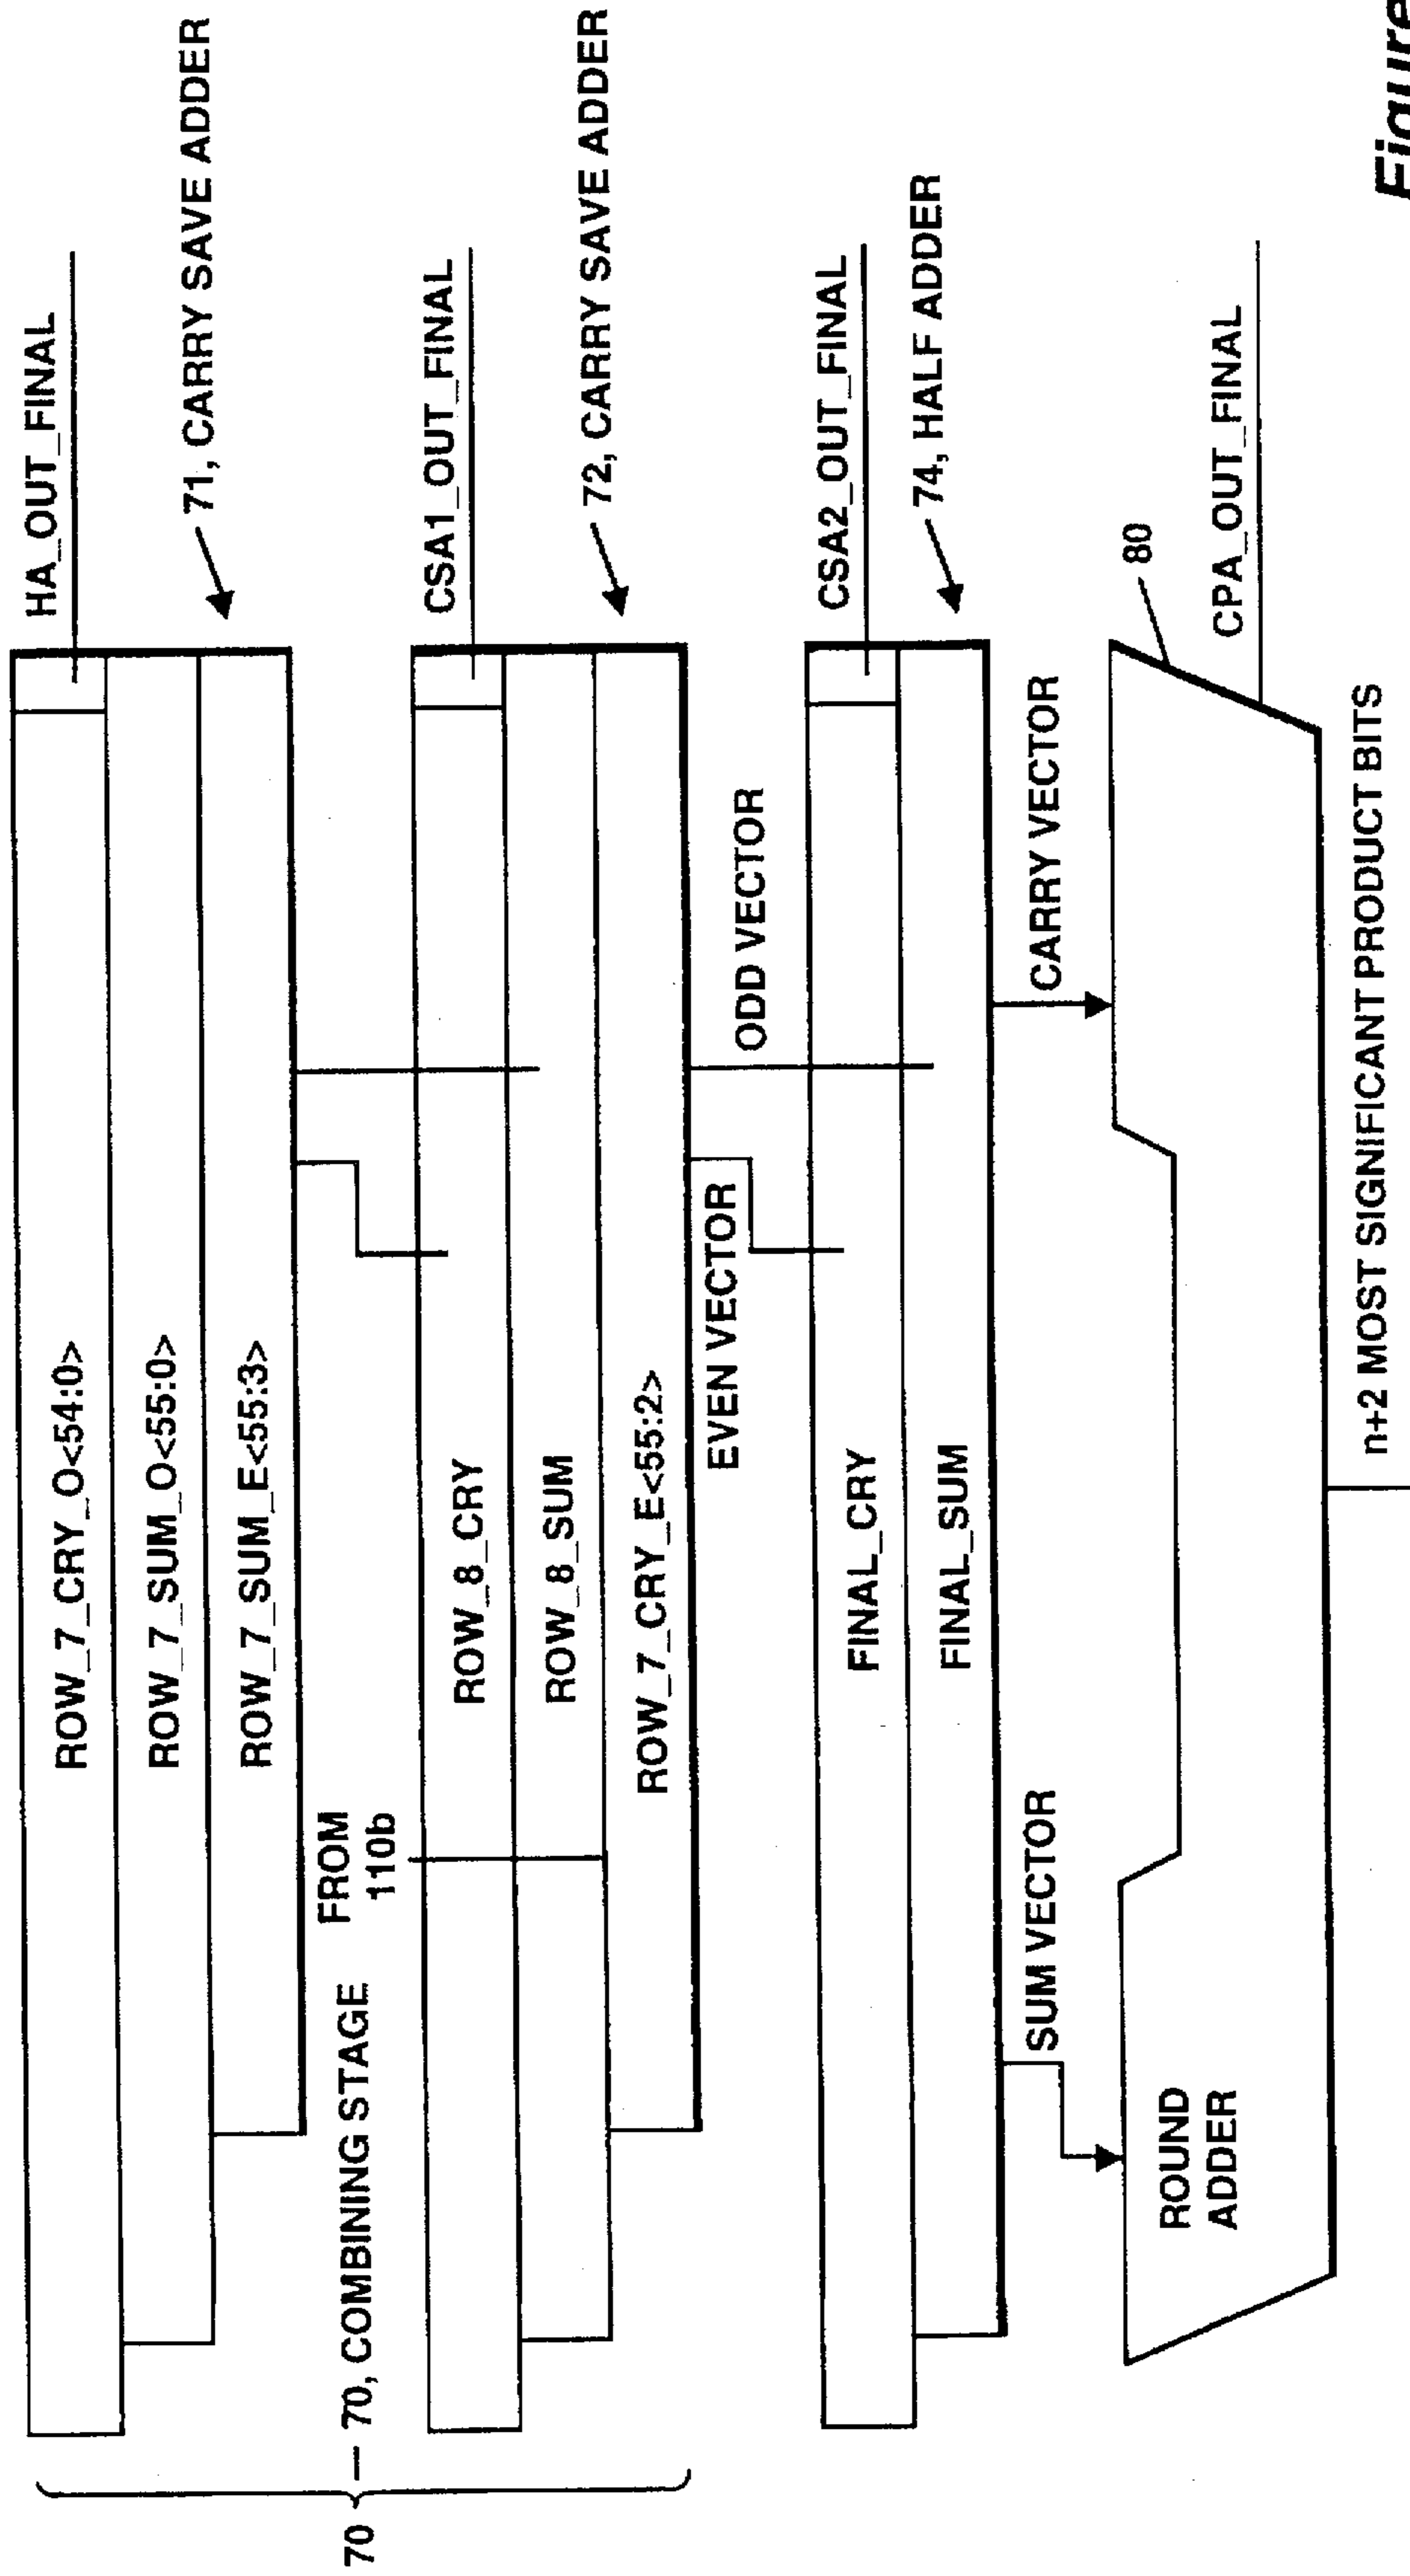 HA_OUT_FINAL
ROW_7_CRY_O<54:0>
ROW_7_SUM_O<55:0>
71, CARRY SAVE ADDER
ROW_7_SUM_E<55:3>
FROM
110b
70
70, COMBINING STAGE
CSA1_OUT_FINAL
ROW_8_CRY
ROW_8_SUM
72, CARRY SAVE ADDER
ROW_7_CRY_E<55:2>
EVEN VECTOR
ODD VECTOR
CSA2_OUT_FINAL
FINAL_CRY
FINAL_SUM
74, HALF ADDER
SUM VECTOR
CARRY VECTOR
80
ROUND
ADDER
CPA_OUT_FINAL
n+2 MOST SIGNIFICANT PRODUCT BITS
Figure